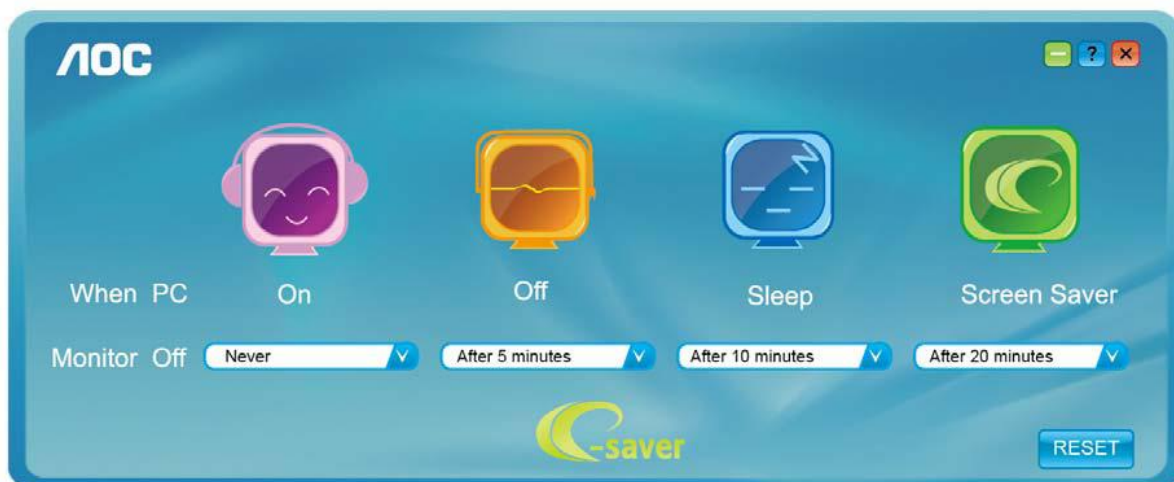 AOC
?
When PC On Off Sleep Screen Saver
Monitor Off Never After 5 minutes After 10 minutes After 20 minutes
e-saver
RESET